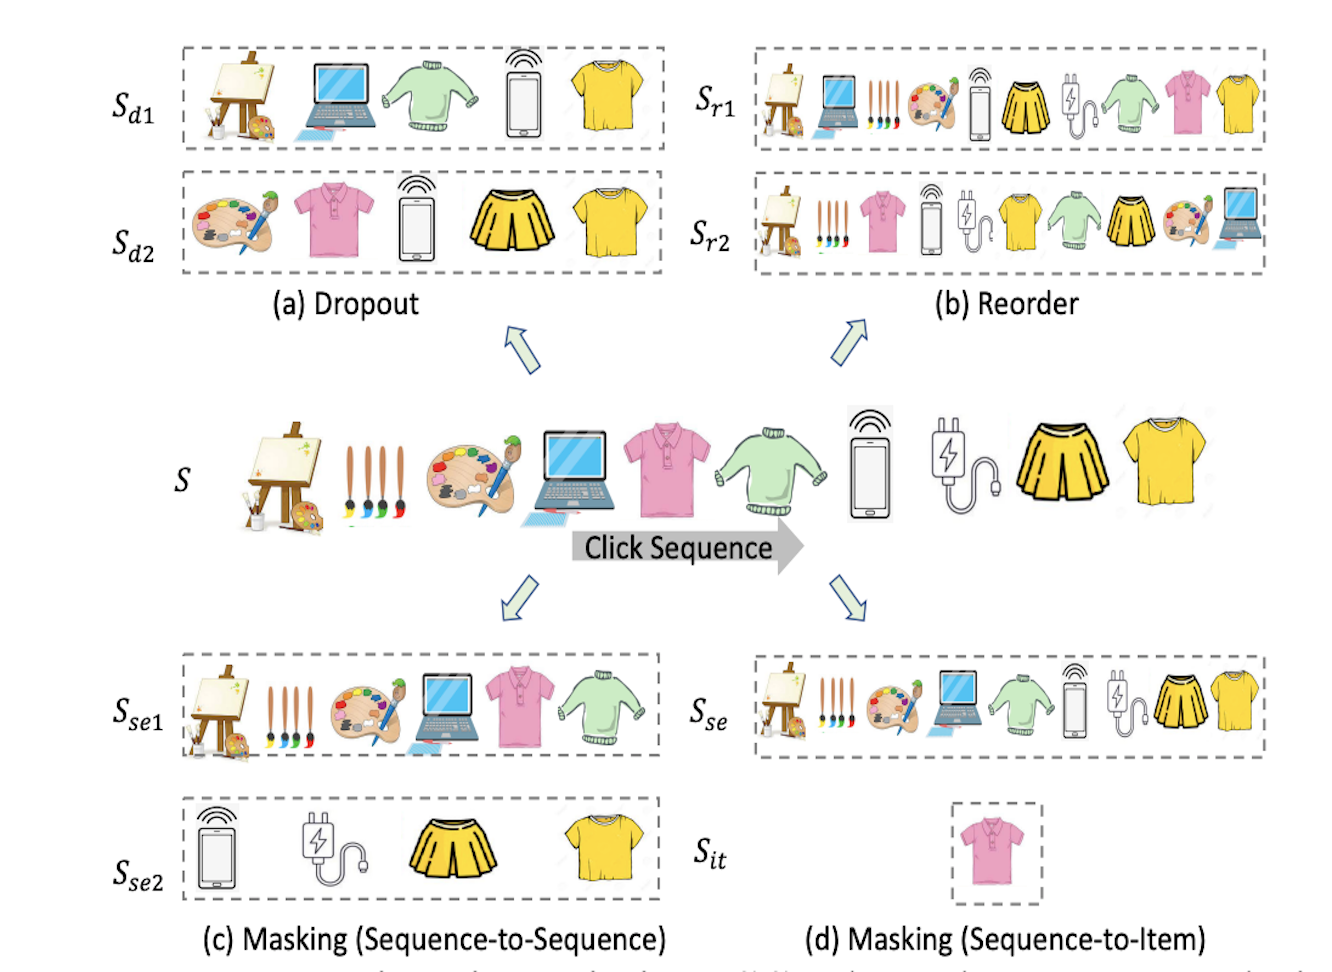 S_{d1}
S_{d2}
(a) Dropout
S_{r1}
S_{r2}
(b) Reorder
S
Click Sequence
S_{se1}
S_{se2}
(c) Masking (Sequence-to-Sequence)
S_{se}
S_{it}
(d) Masking (Sequence-to-Item)